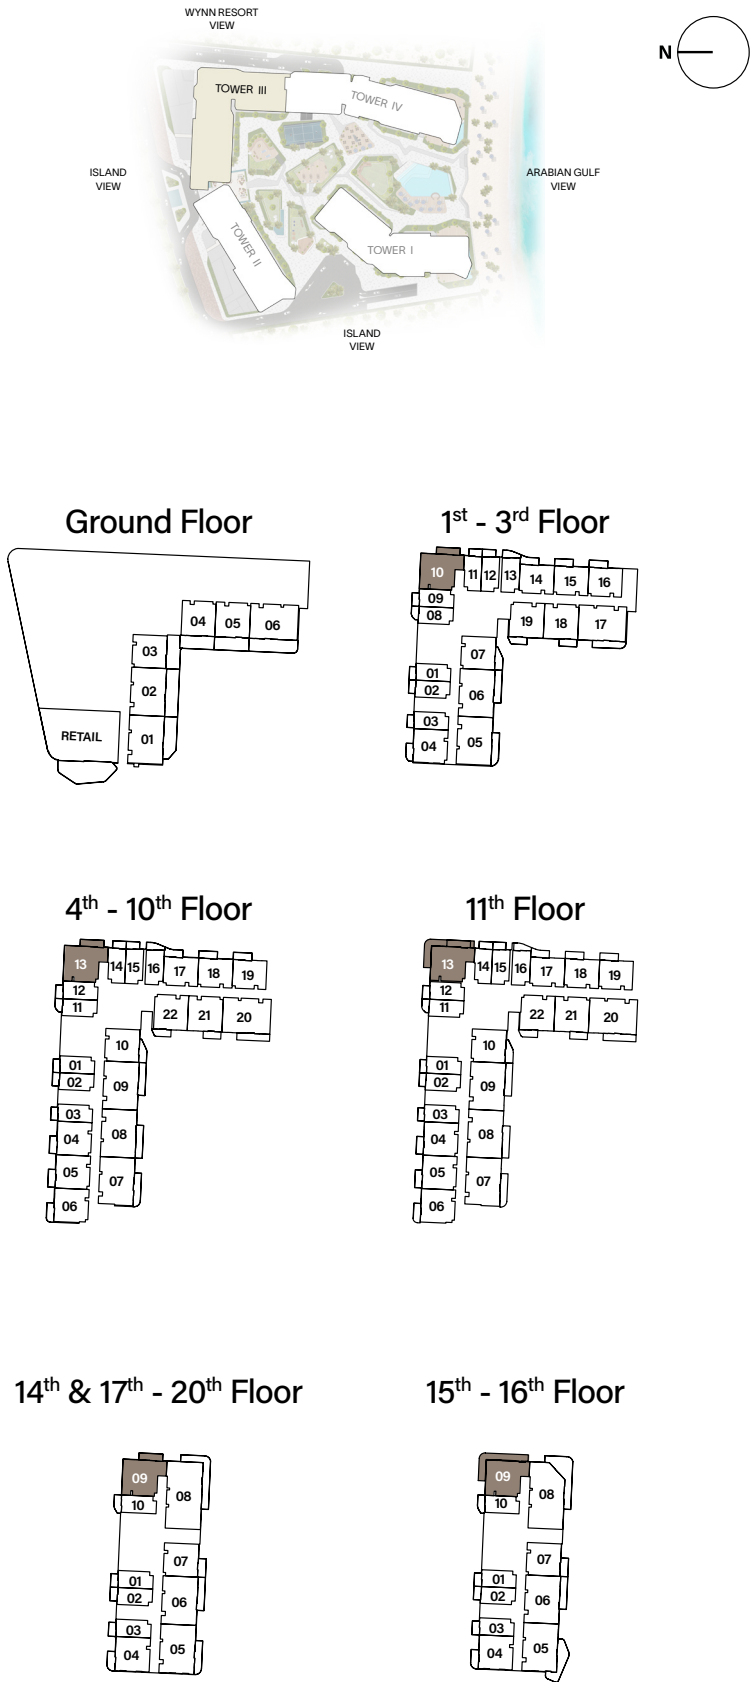 WYNN RESORT
VIEW
N
TOWER III
TOWER IV
ISLAND
VIEW
ARABIAN GULF
VIEW
TOWER II
TOWER I
ISLAND
VIEW
Ground Floor
04 05 06
03
02
01
RETAIL
1st - 3rd Floor
10 11 12 13 14 15 16
09
08
19 18 17
07
01
02
06
03
04
05
4th - 10th Floor
13 14 15 16 17 18 19
12
11
22 21 20
10
01
02
09
03
04
08
05
07
06
11th Floor
13 14 15 16 17 18 19
12
11
22 21 20
10
01
02
09
03
04
08
05
07
06
14th & 17th - 20th Floor
09
08
10
07
01
02
06
03
04
05
15th - 16th Floor
09
08
10
07
01
02
06
03
04
05